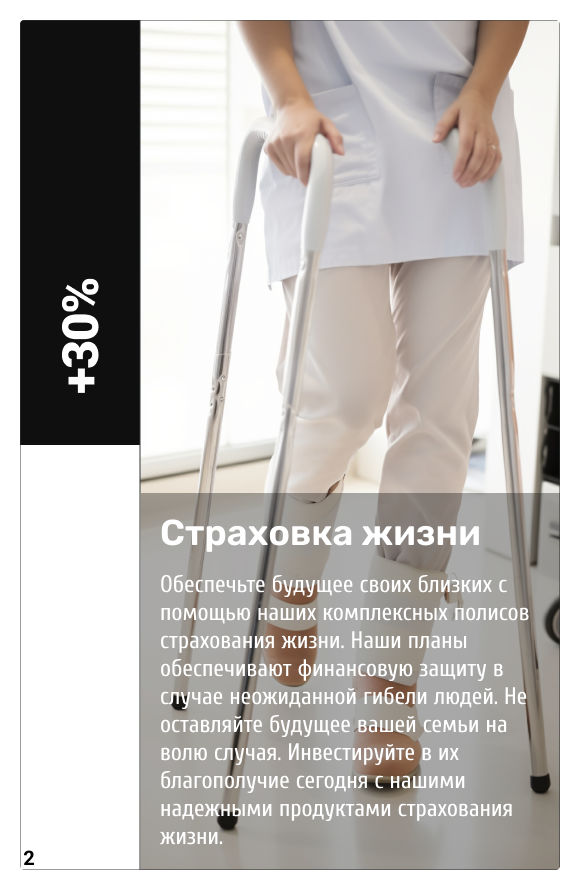 +30%
Страховка жизни
Обеспечьте будущее своих близких с
помощью наших комплексных полисов
страхования жизни. Наши планы
обеспечивают финансовую защиту в
случае неожиданной гибели людей. Не
оставляйте будущее вашей семьи на
волю случая. Инвестируйте в их
благополучие сегодня с нашими
надежными продуктами страхования
жизни.
2